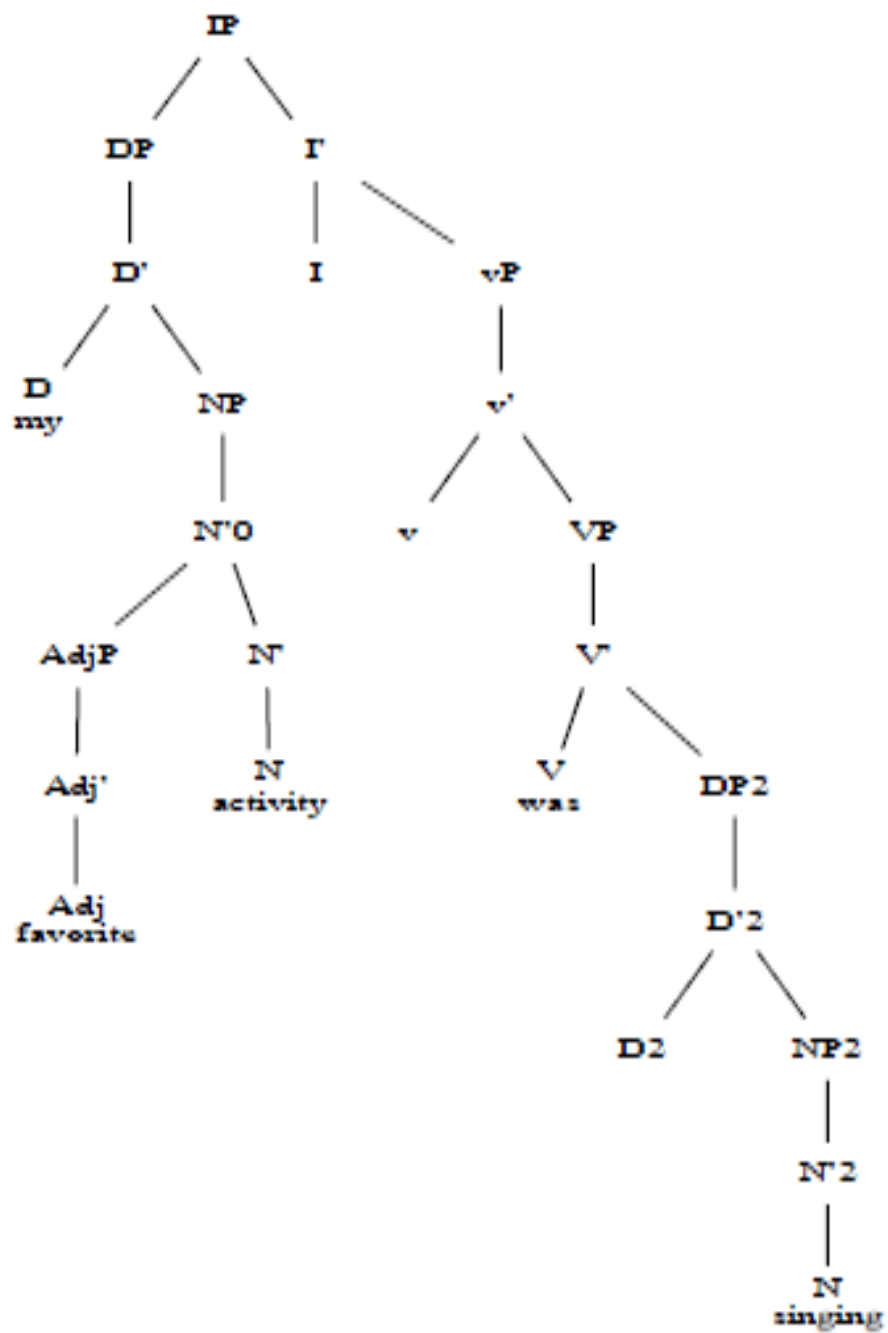 IP
DP I'
D' I vP
D NP v'
my
N'0 v VP
AdjP N' V'
Adj' N V DP2
activity was
Adj D'2
favorite
D2 NP2
N'2
N
singing